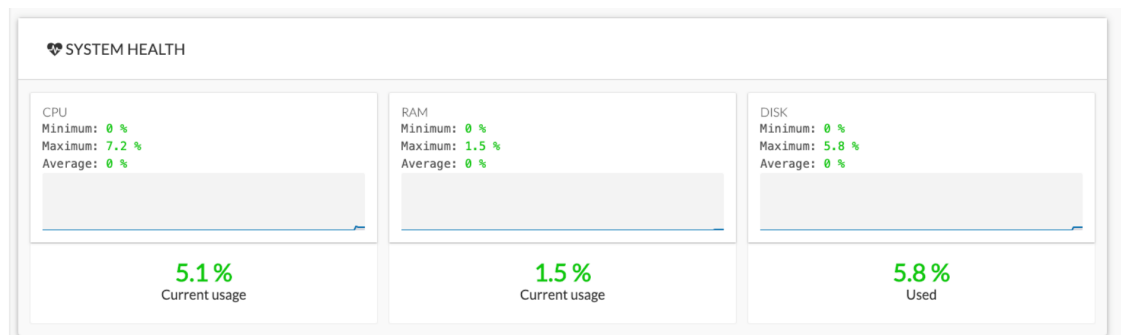 SYSTEM HEALTH
CPU
Minimum: 0 %
Maximum: 7.2 %
Average: 0 %
5.1 %
Current usage
RAM
Minimum: 0 %
Maximum: 1.5 %
Average: 0 %
1.5 %
Current usage
DISK
Minimum: 0 %
Maximum: 5.8 %
Average: 0 %
5.8 %
Used